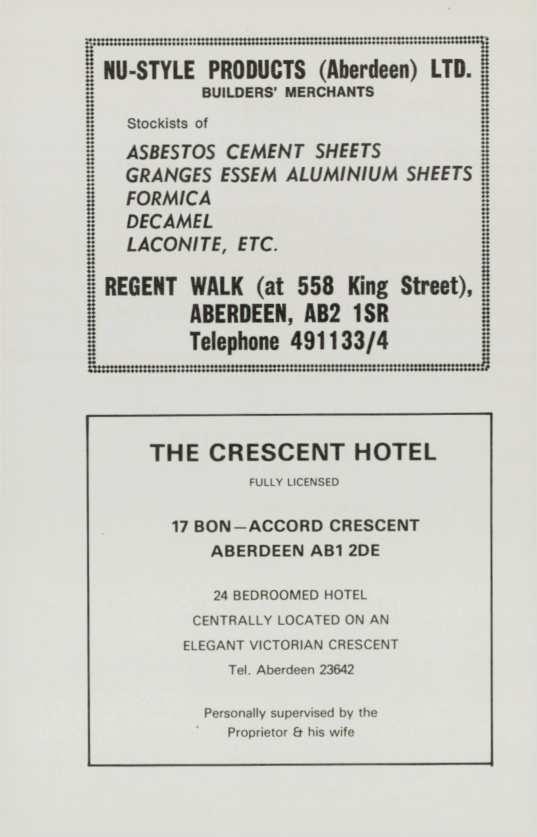 NU-STYLE PRODUCTS (Aberdeen) LTD.
BUILDERS' MERCHANTS
Stockists of
ASBESTOS CEMENT SHEETS
GRANGES ESSEM ALUMINIUM SHEETS
FORMICA
DECAMEL
LACONITE, ETC.
REGENT WALK (at 558 King Street),
ABERDEEN, AB2 1SR
Telephone 491133/4
THE CRESCENT HOTEL
FULLY LICENSED
17 BON—ACCORD CRESCENT
ABERDEEN AB1 2DE
24 BEDROOMED HOTEL
CENTRALLY LOCATED ON AN
ELEGANT VICTORIAN CRESCENT
Tel. Aberdeen 23642
Personally supervised by the
Proprietor & his wife